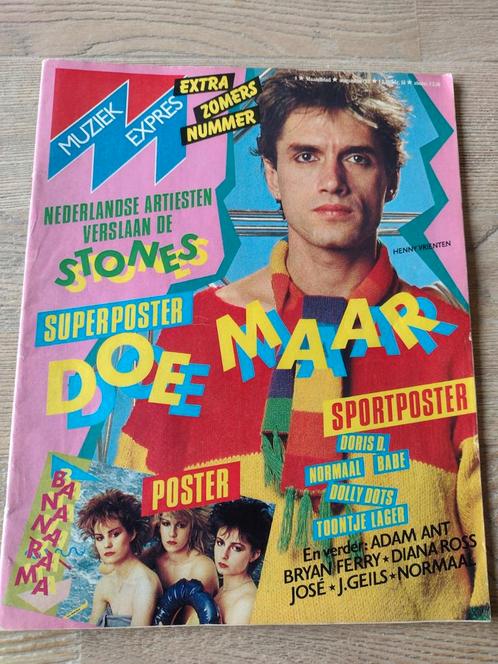 MUZIEK
EXPRES
EXTRA
ZOMERS
NUMMER
NEDERLANDSE ARTIESTEN
VERSLAAN DE
STONES
HENNY VRIENTEN
SUPERPOSTER
DOE MAAR
SPORTPOSTER
DORIS D.
NORMAAL BABE
DOLLY DOTS
TOONTJE LAGER
POSTER
BANANARAMA
En verder: ADAM ANT
BRYAN FERRY ★ DIANA ROSS
JOSÉ ★ J.GEILS ★ NORMAAL